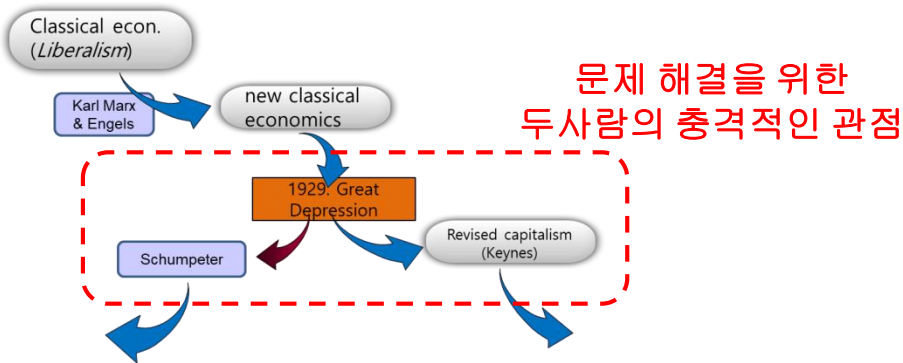 Classical econ.
(Liberalism)
Karl Marx
& Engels
new classical
economics
문제 해결을 위한
두사람의 충격적인 관점
1929: Great
Depression
Schumpeter
Revised capitalism
(Keynes)